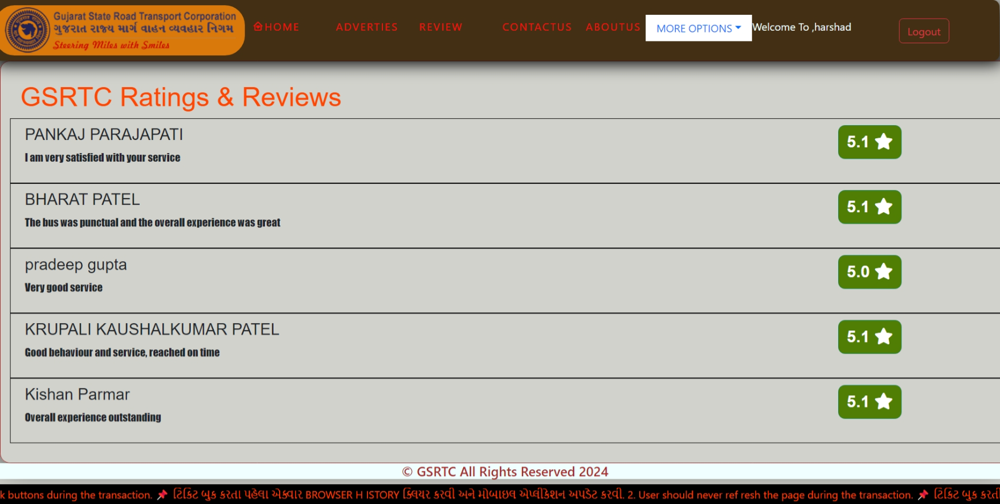 Gujarat State Road Transport Corporation
ગુજરાત રાજ્ય માર્ગ વાહન વ્યવહાર નિગમ
Steering Miles with Smiles
HOME ADVERTIES REVIEW CONTACTUS ABOUTUS MORE OPTIONS Welcome To ,harshad Logout
GSRTC Ratings & Reviews
PANKAJ PARAJAPATI 5.1
I am very satisfied with your service
BHARAT PATEL 5.1
The bus was punctual and the overall experience was great
pradeep gupta 5.0
Very good service
KRUPALI KAUSHALKUMAR PATEL 5.1
Good behaviour and service, reached on time
Kishan Parmar 5.1
Overall experience outstanding
© GSRTC All Rights Reserved 2024
k buttons during the transaction. 📌 ટિકિટ બુક કરતા પહેલા એકવાર BROWSER H ISTORY ક્લિયર કરવી અને મોબાઇલ એપ્લીકેશન અપડેટ કરવી. 2. User should never ref resh the page during the transaction. 📌 ટિકિટ બુક કરતી